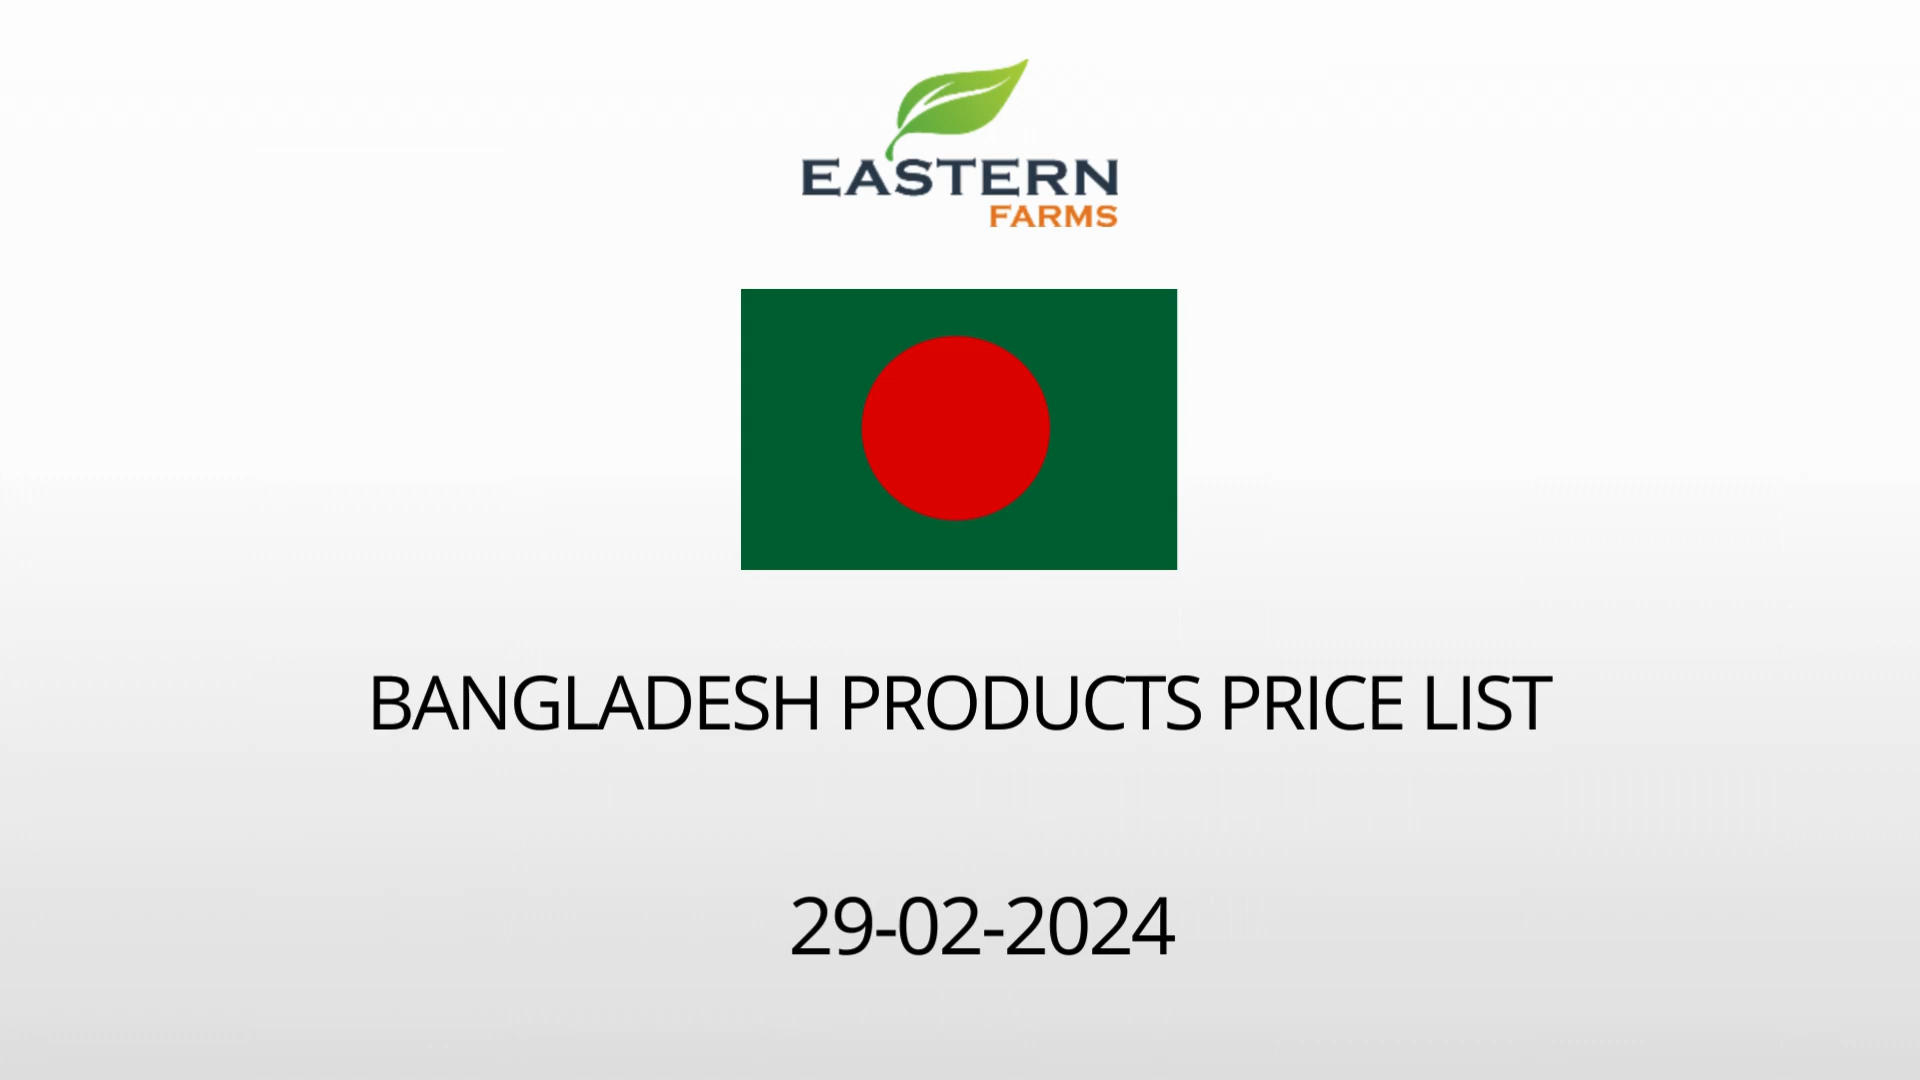 EASTERN
FARMS
BANGLADESH PRODUCTS PRICE LIST
29-02-2024